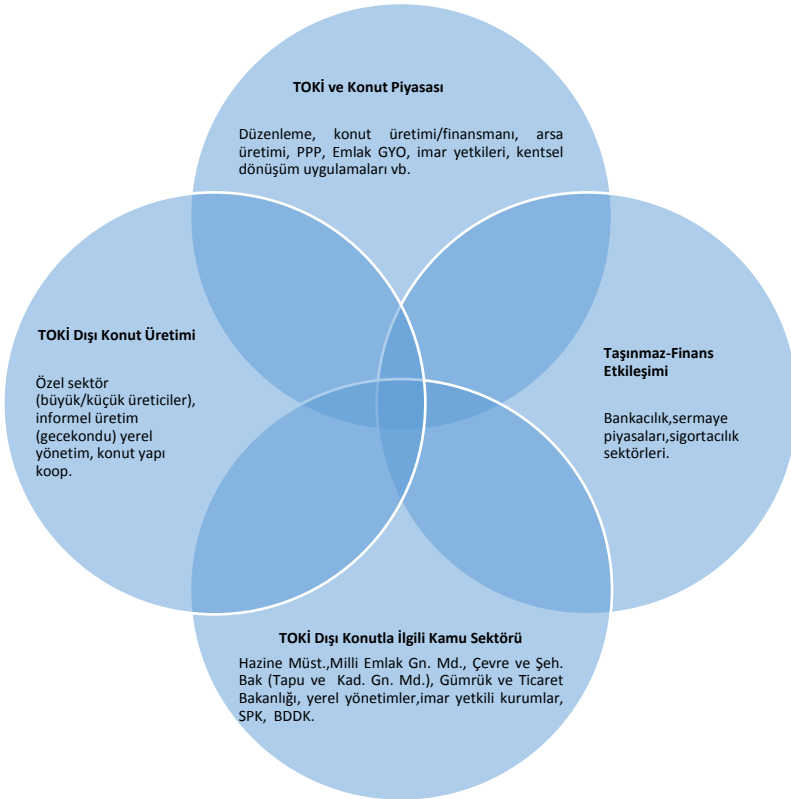 TOKİ ve Konut Piyasası
Düzenleme, konut üretimi/finansmanı, arsa
üretimi, PPP, Emlak GYO, imar yetkileri, kentsel
dönüşüm uygulamaları vb.
TOKİ Dışı Konut Üretimi
Özel sektör
(büyük/küçük üreticiler),
informel üretim
(gecekondu) yerel
yönetim, konut yapı
koop.
Taşınmaz-Finans
Etkileşimi
Bankacılık,sermaye
piyasaları,sigortacılık
sektörleri.
TOKİ Dışı Konutla İlgili Kamu Sektörü
Hazine Müst.,Milli Emlak Gn. Md., Çevre ve Şeh.
Bak (Tapu ve Kad. Gn. Md.), Gümrük ve Ticaret
Bakanlığı, yerel yönetimler,imar yetkili kurumlar,
SPK, BDDK.